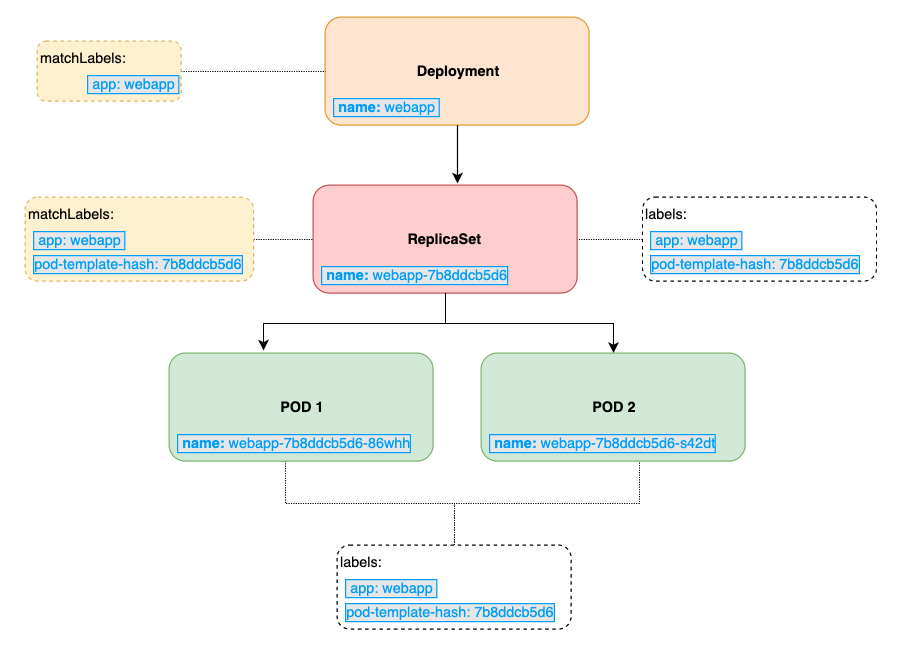 matchLabels:
app: webapp
Deployment
name: webapp
matchLabels:
app: webapp
pod-template-hash: 7b8ddcb5d6
ReplicaSet
name: webapp-7b8ddcb5d6
labels:
app: webapp
pod-template-hash: 7b8ddcb5d6
POD 1
name: webapp-7b8ddcb5d6-86whh
POD 2
name: webapp-7b8ddcb5d6-s42dt
labels:
app: webapp
pod-template-hash: 7b8ddcb5d6